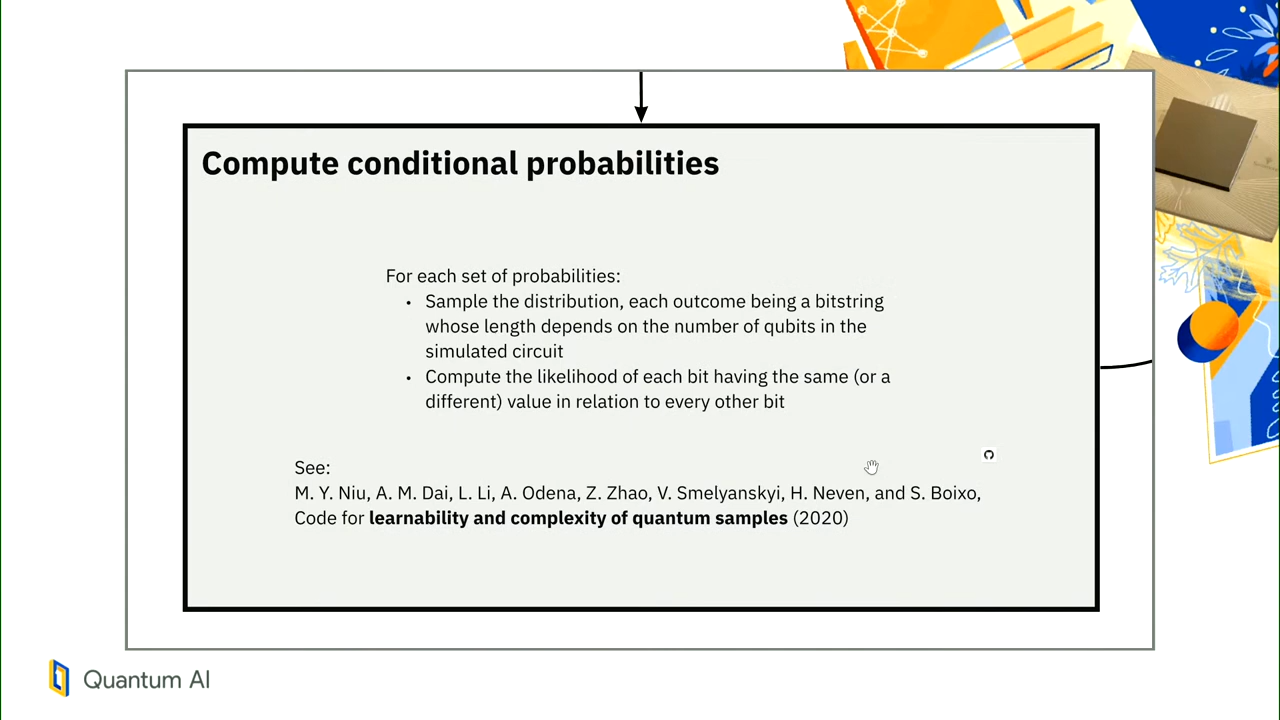 Compute conditional probabilities
For each set of probabilities:
• Sample the distribution, each outcome being a bitstring
whose length depends on the number of qubits in the
simulated circuit
• Compute the likelihood of each bit having the same (or a
different) value in relation to every other bit
See:
M. Y. Niu, A. M. Dai, L. Li, A. Odena, Z. Zhao, V. Smelyanskyi, H. Neven, and S. Boixo,
Code for learnability and complexity of quantum samples (2020)
Quantum AI